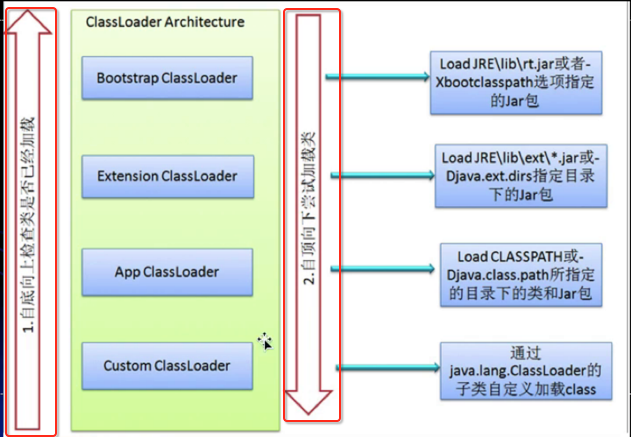 ClassLoader Architecture
Bootstrap ClassLoader
Extension ClassLoader
App ClassLoader
Custom ClassLoader
1.自底向上检查类是否已经加载
2.自顶向下尝试加载类
Load JRE\lib\rt.jar或者-
Xbootclasspath选项指定
的Jar包
Load JRE\lib\ext\*.jar或-
Djava.ext.dirs指定目录
下的Jar包
Load CLASSPATH或-
Djava.class.path所指定
的目录下的类和Jar包
通过
java.lang.ClassLoader的
子类自定义加载class